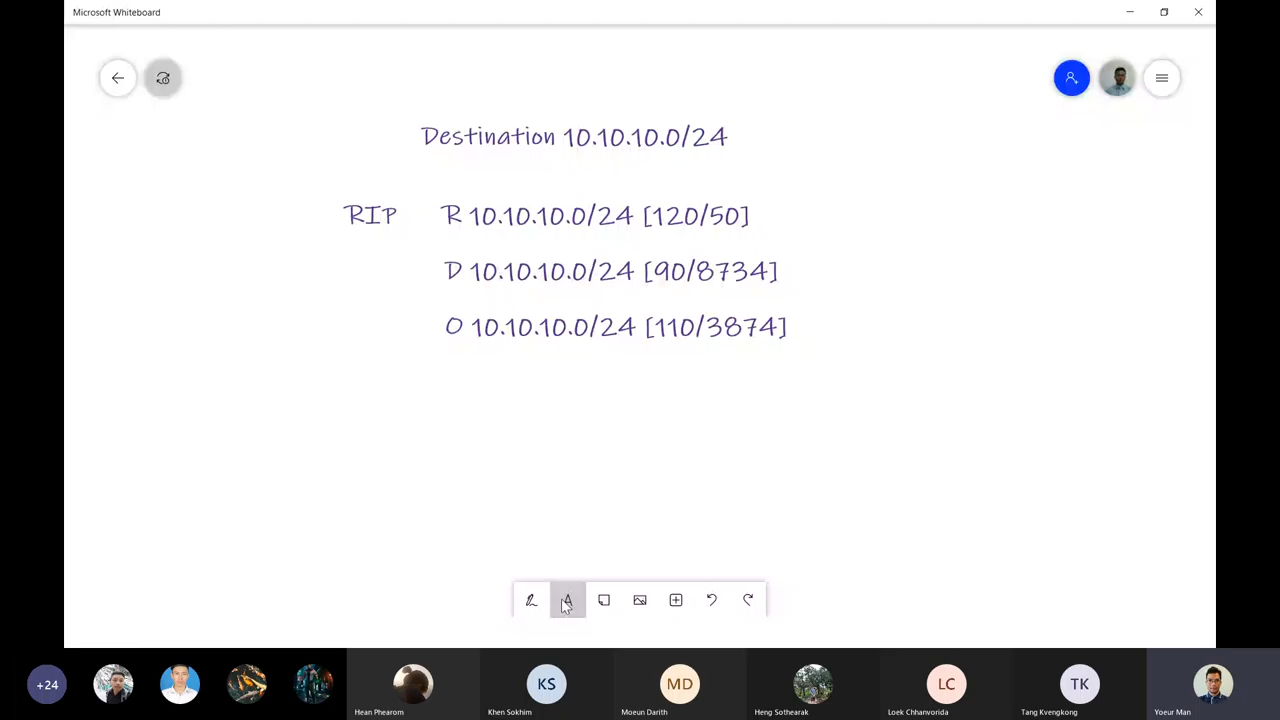 Microsoft Whiteboard
Destination 10.10.10.0/24
RIP R 10.10.10.0/24 [120/50]
D 10.10.10.0/24 [90/8734]
O 10.10.10.0/24 [110/3874]
+24
KS
MD
LC
TK
Hean Phearom
Khen Sokhim
Moeun Darith
Heng Sothearak
Loek Chhanvorida
Tang Kvengkong
Yoeur Man